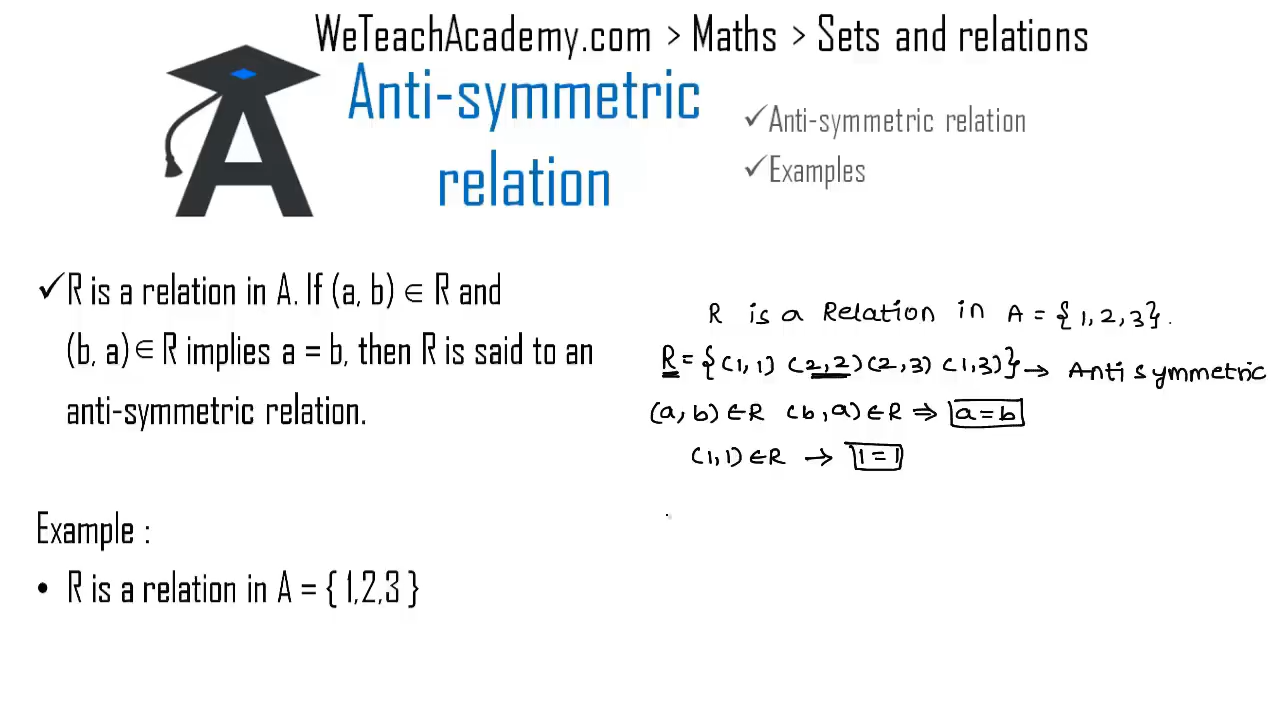 WeTeachAcademy.com > Maths > Sets and relations
Anti-symmetric
relation
✓Anti-symmetric relation
✓Examples
✓R is a relation in A. If (a, b) ∈ R and
(b, a) ∈ R implies a = b, then R is said to an
anti-symmetric relation.
Example :
• R is a relation in A = { 1,2,3 }
R is a Relation in A = {1,2,3}.
R = {(1,1) (2,2) (2,3) (1,3)} → Anti symmetric
(a,b) ∈ R (b,a) ∈ R ⇒ a = b
(1,1) ∈ R → 1 = 1